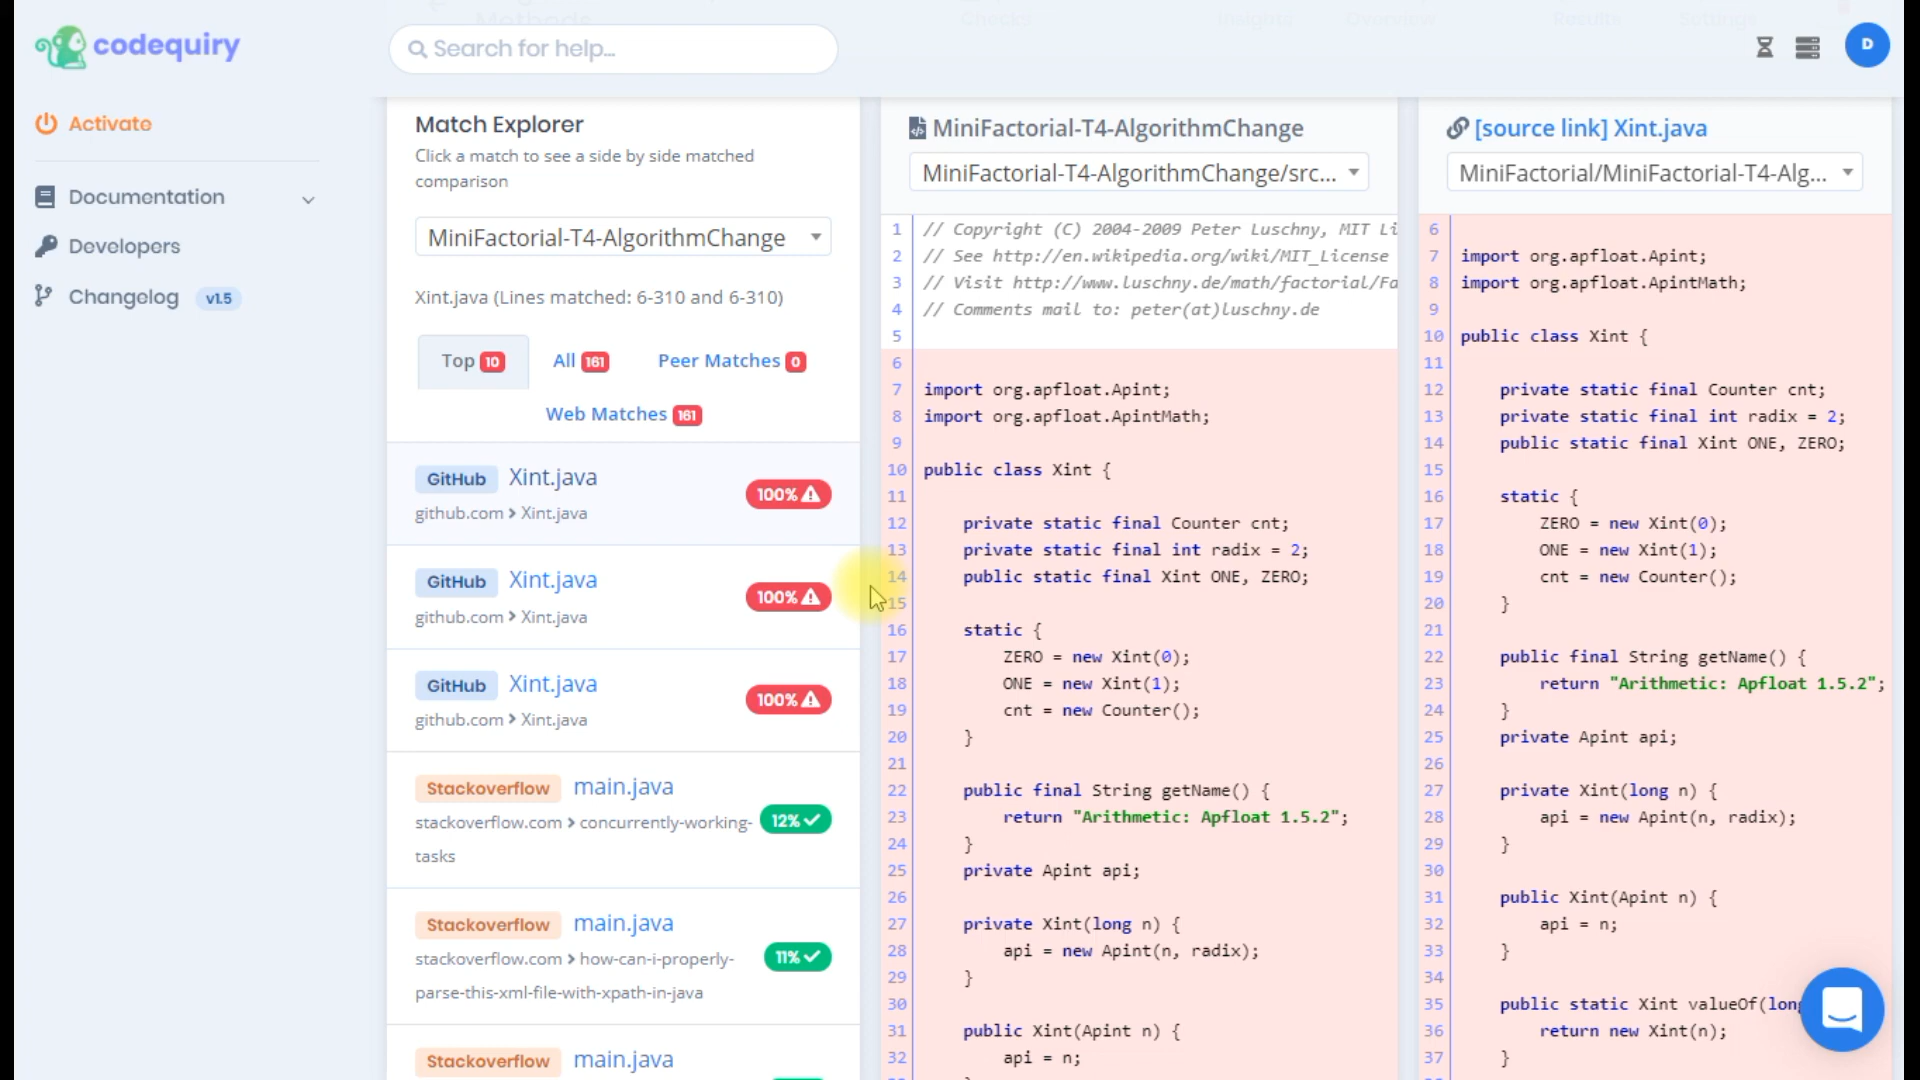 codequiry
Search for help...
D
Activate
Documentation
Developers
Changelog v1.5
Match Explorer
Click a match to see a side by side matched
comparison
MiniFactorial-T4-AlgorithmChange
Xint.java (Lines matched: 6-310 and 6-310)
Top 10
All 161
Peer Matches 0
Web Matches 161
GitHub Xint.java
github.com > Xint.java
100%
GitHub Xint.java
github.com > Xint.java
100%
GitHub Xint.java
github.com > Xint.java
100%
Stackoverflow main.java
stackoverflow.com > concurrently-working-
tasks
12%
Stackoverflow main.java
stackoverflow.com > how-can-i-properly-
parse-this-xml-file-with-xpath-in-java
11%
Stackoverflow main.java
MiniFactorial-T4-AlgorithmChange
MiniFactorial-T4-AlgorithmChange/src...
1 // Copyright (C) 2004-2009 Peter Luschny, MIT Li
2 // See http://en.wikipedia.org/wiki/MIT_License
3 // Visit http://www.luschny.de/math/factorial/Fa
4 // Comments mail to: peter(at)luschny.de
5
6
7 import org.apfloat.Apint;
8 import org.apfloat.ApintMath;
9
10 public class Xint {
11
12 private static final Counter cnt;
13 private static final int radix = 2;
14 public static final Xint ONE, ZERO;
15
16 static {
17 ZERO = new Xint(0);
18 ONE = new Xint(1);
19 cnt = new Counter();
20 }
21
22 public final String getName() {
23 return "Arithmetic: Apfloat 1.5.2";
24 }
25 private Apint api;
26
27 private Xint(long n) {
28 api = new Apint(n, radix);
29 }
30
31 public Xint(Apint n) {
32 api = n;
[source link] Xint.java
MiniFactorial/MiniFactorial-T4-Alg...
6
7 import org.apfloat.Apint;
8 import org.apfloat.ApintMath;
9
10 public class Xint {
11
12 private static final Counter cnt;
13 private static final int radix = 2;
14 public static final Xint ONE, ZERO;
15
16 static {
17 ZERO = new Xint(0);
18 ONE = new Xint(1);
19 cnt = new Counter();
20 }
21
22 public final String getName() {
23 return "Arithmetic: Apfloat 1.5.2";
24 }
25 private Apint api;
26
27 private Xint(long n) {
28 api = new Apint(n, radix);
29 }
30
31 public Xint(Apint n) {
32 api = n;
33 }
34
35 public static Xint valueOf(long
36 return new Xint(n);
37 }